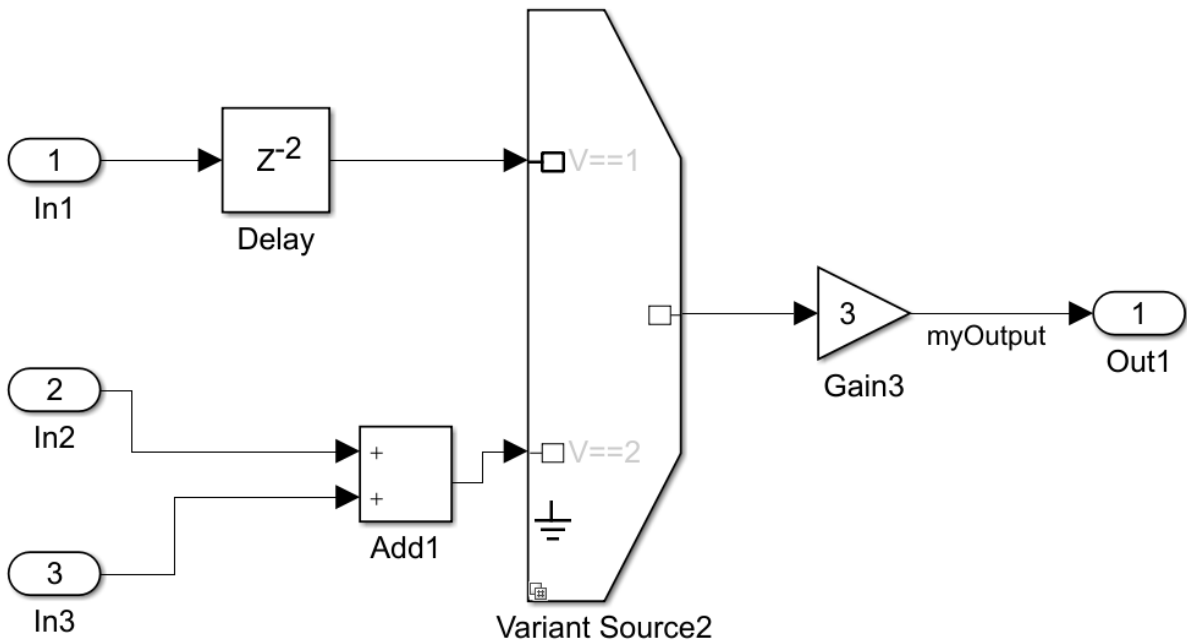 1
In1
z-2
Delay
V==1
3
Gain3
myOutput
1
Out1
2
In2
+
+
Add1
V==2
3
In3
Variant Source2